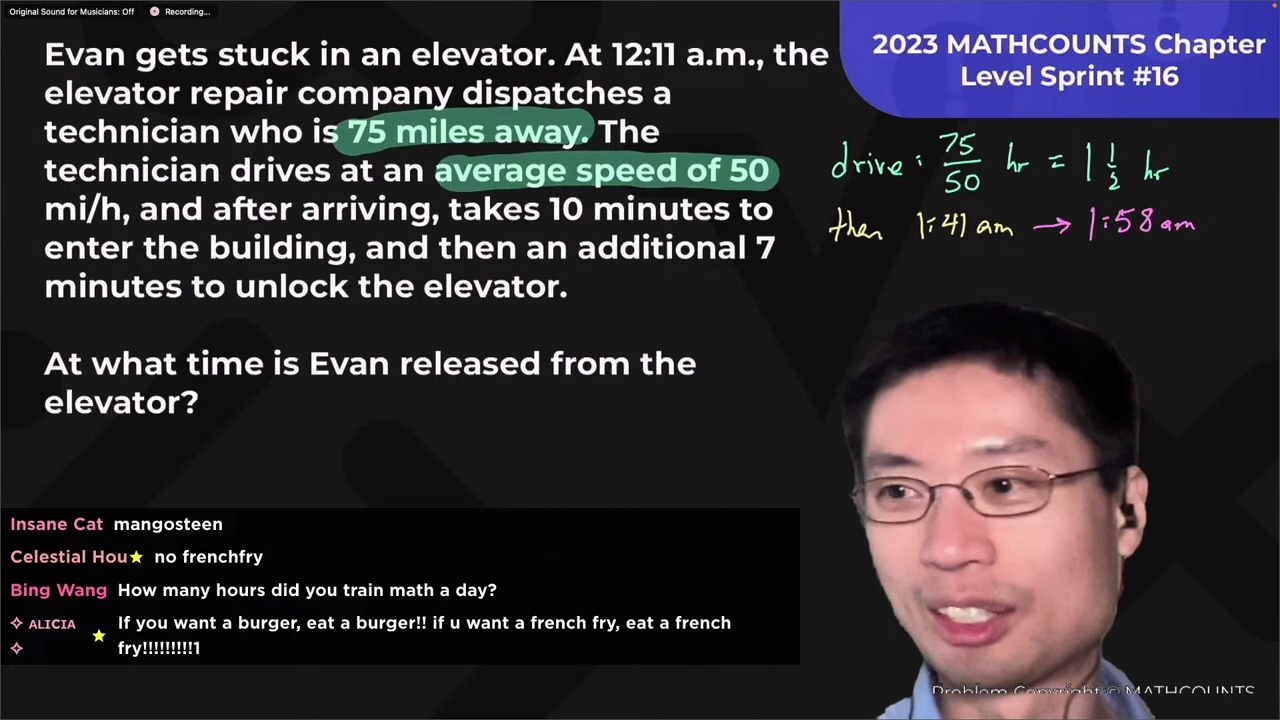 Original Sound for Musicians: Off Recording...
Evan gets stuck in an elevator. At 12:11 a.m., the
elevator repair company dispatches a
technician who is 75 miles away. The
technician drives at an average speed of 50
mi/h, and after arriving, takes 10 minutes to
enter the building, and then an additional 7
minutes to unlock the elevator.
At what time is Evan released from the
elevator?
2023 MATHCOUNTS Chapter
Level Sprint #16
drive: 75/50 hr = 1 1/2 hr
then 1:41 am → 1:58 am
Insane Cat mangosteen
Celestial Hou⭐ no frenchfry
Bing Wang How many hours did you train math a day?
✧ ALICIA ⭐ If you want a burger, eat a burger!! if u want a french fry, eat a french
✧ fry!!!!!!!!!1
Problem Copyright © MATHCOUNTS